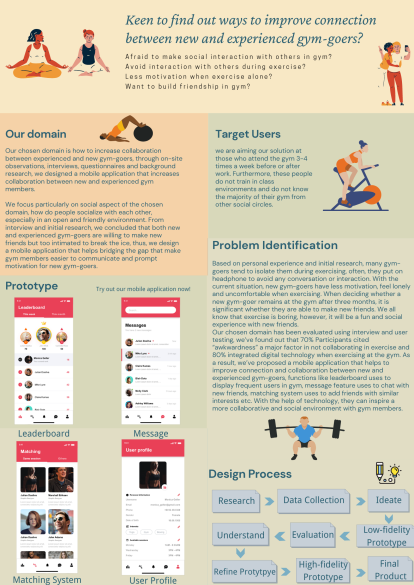 Keen to find out ways to improve connection
between new and experienced gym-goers?
Afraid to make social interaction with others in gym?
Avoid interaction with others during exercise?
Less motivation when exercise alone?
Want to build friendship in gym?
Our domain
Our chosen domain is how to increase collaboration
between experienced and new gym-goers, through on-site
observations, interviews, questionnaires and background
research; we designed a mobile application that increases
collaboration between new and experienced gym
members.
We focus particularly on social aspect of the chosen
domain, how do people socialize with each other,
especially in an open and friendly environment. From
interview and initial research, we concluded that both new
and experienced gym-goers are willing to make new
friends but too intimidated to break the ice, thus, we design
a mobile application that helps bridging the gap that make
gym members easier to communicate and prompt
motivation for new gym-goers.
Target Users
we are aiming our solution at
those who attend the gym 3-4
times a week before or after
work. Furthermore, these people
do not train in class
environments and do not know
the majority of their gym from
other social circles.
Problem Identification
Based on personal experience and initial research, many gym-
goers tend to isolate them during exercising, often, they put on
headphone to avoid any conversation or interaction. With the
current situation, new gym-goers have less motivation, feel lonely
and uncomfortable when exercising. When deciding whether a
new gym-goer remains at the gym after three months, it is
significant whether they are able to make new friends. We all
know that exercise is boring, however, it will be a fun and social
experience with new friends.
Our chosen domain has been evaluated using interview and user
testing, we've found out that 70% Participants cited
"awkwardness" a major factor in not collaborating in exercise and
80% integrated digital technology when exercising at the gym. As
a result, we've proposed a mobile application that helps to
improve connection and collaboration between new and
experienced gym-goers, functions like leaderboard uses to
display frequent users in gym, message feature uses to chat with
new friends, matching system uses to add friends with similar
interests etc. With the help of technology, they can inspire a
more collaborative and social environment with gym members.
Prototype
Try out our mobile application now!
Leaderboard
Messages
Leaderboard
Message
Matching
User profile
Matching System
User Profile
Design Process
Research
Data Collection
Ideate
Understand
Evaluation
Low-fidelity
Prototype
Refine Protytpye
High-fidelity
Prototype
Final
Product